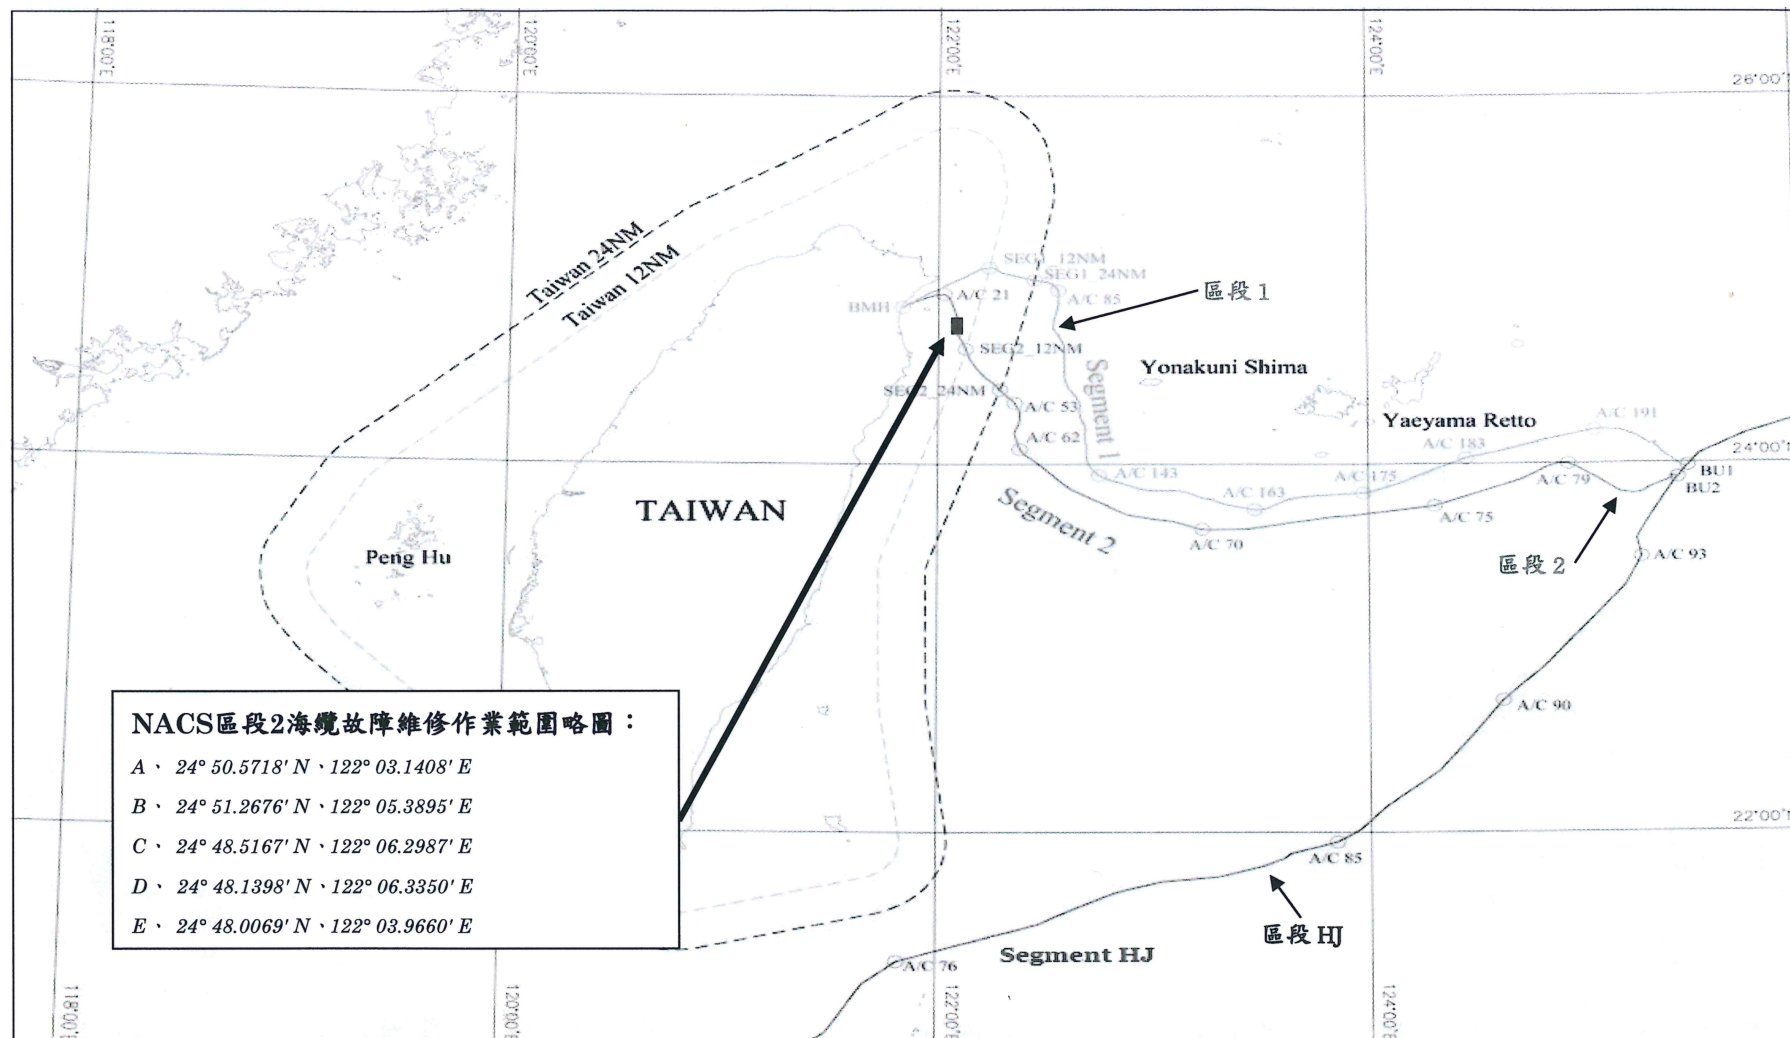 118°00'E
120°00'E
122°00'E
124°00'E
26°00'N
Taiwan 24NM
Taiwan 12NM
SEG1_12NM
SEG1_24NM
A/C 21
A/C 85
區段1
BMH
SEG2_12NM
Yonakuni Shima
SEG2_24NM
A/C 53
Segment 1
Yaeyama Retto
A/C 191
A/C 62
A/C 183
24°00'N
A/C 143
A/C 175
A/C 79
BU1
BU2
TAIWAN
Segment 2
A/C 163
A/C 75
A/C 70
Peng Hu
區段2
A/C 93
A/C 90
NACS區段2海纜故障維修作業範圍略圖：
A、 24° 50.5718' N、122° 03.1408' E
B、 24° 51.2676' N、122° 05.3895' E
C、 24° 48.5167' N、122° 06.2987' E
D、 24° 48.1398' N、122° 06.3350' E
E、 24° 48.0069' N、122° 03.9660' E
22°00'N
A/C 85
區段HJ
Segment HJ
A/C 76
118°00'E
120°00'E
122°00'E
124°00'E